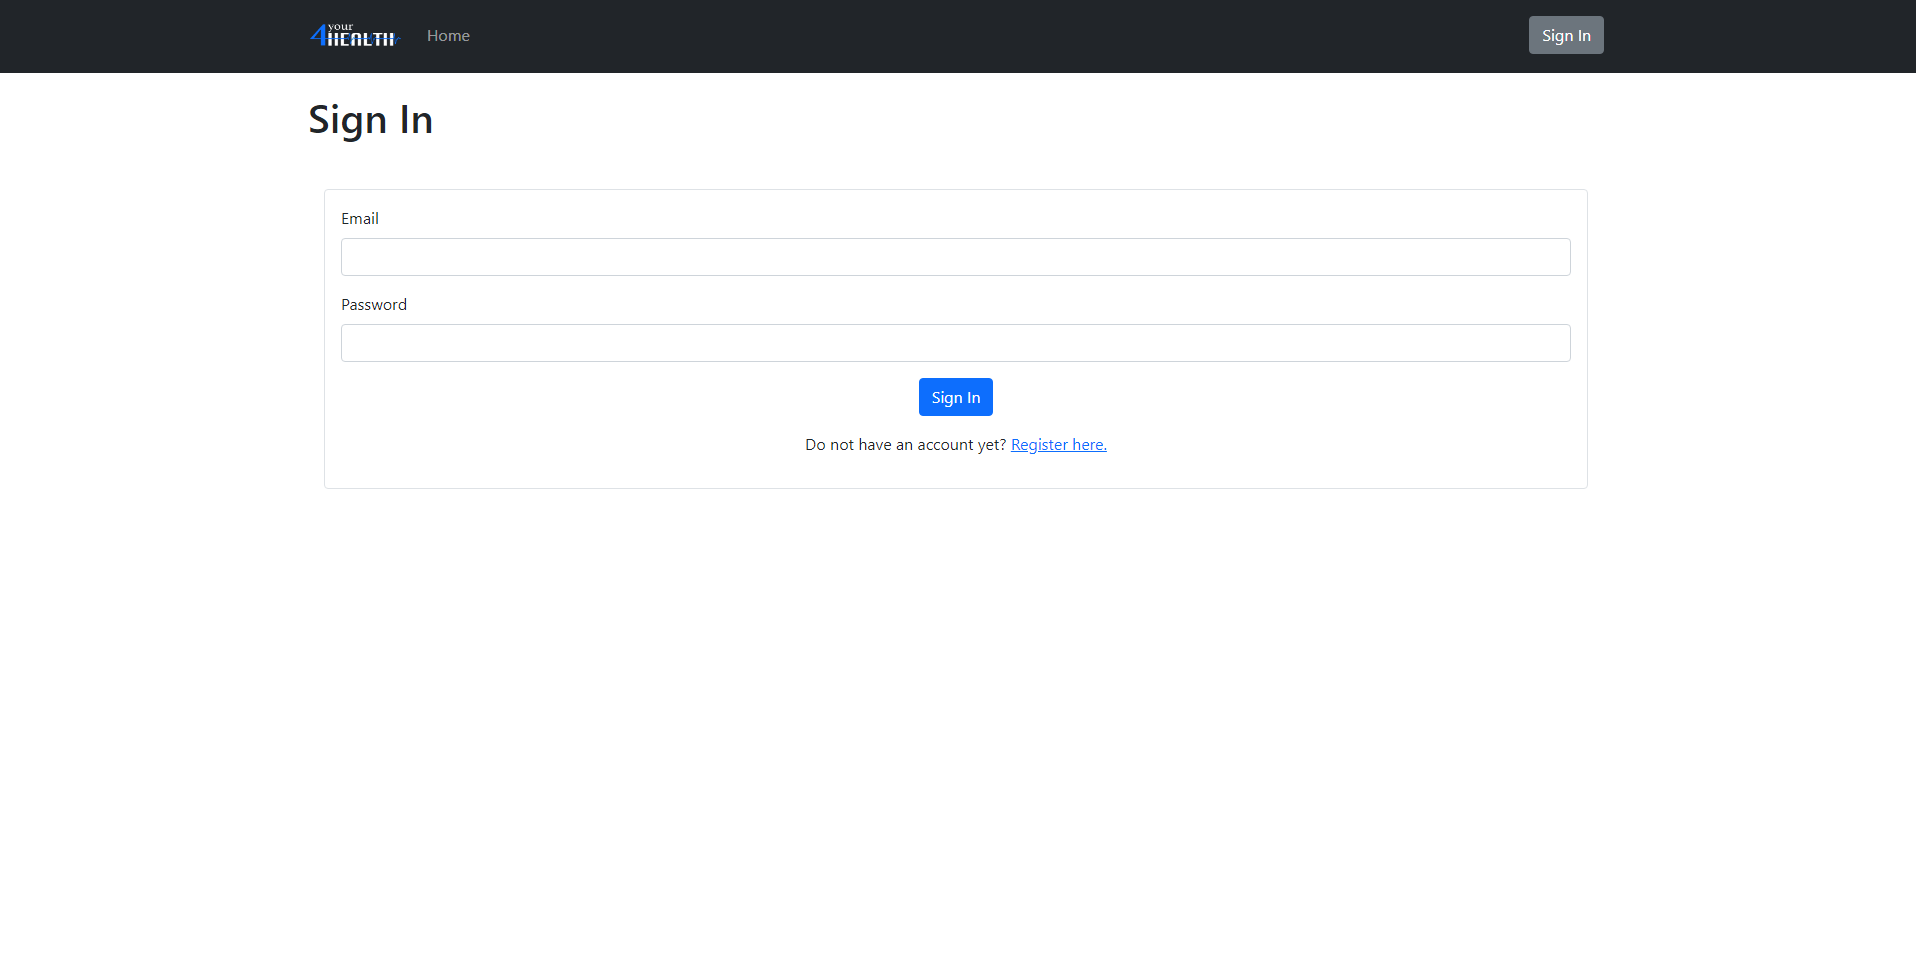 4 your HEALTH
Home
Sign In
Sign In
Email
Password
Sign In
Do not have an account yet? Register here.